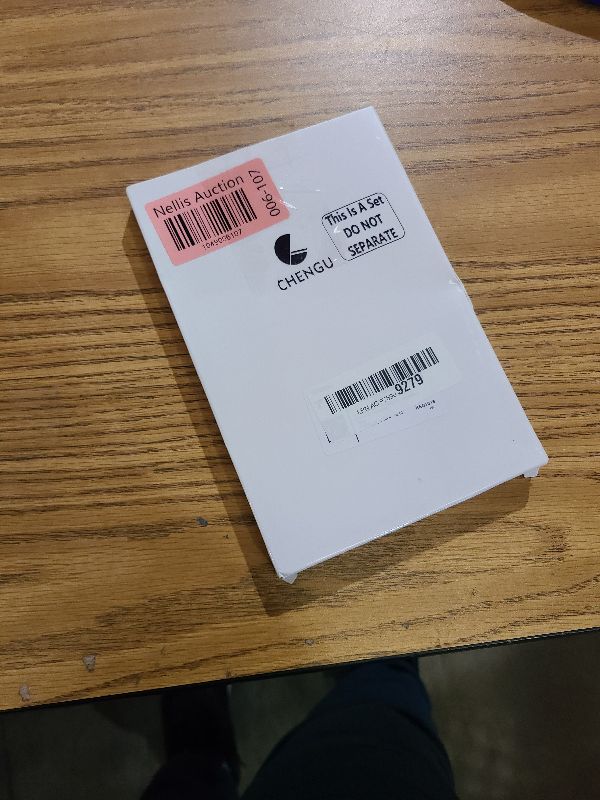 Nellis Auction
006-107
This Is A Set
DO NOT
SEPARATE
CHENGU
9279